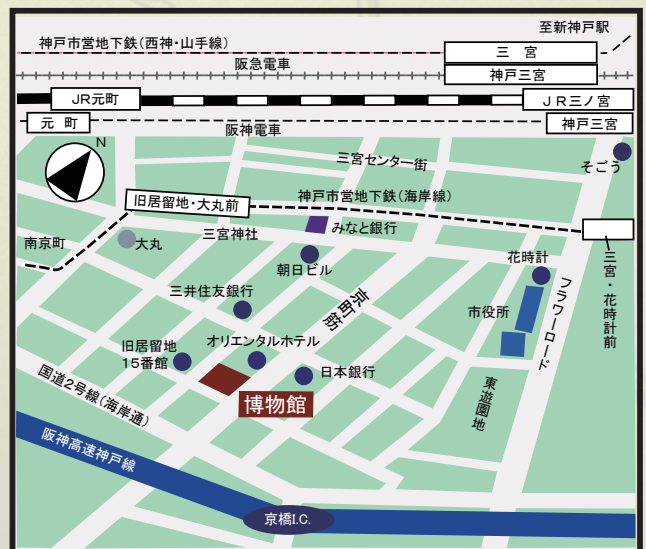 至新神戸駅
神戸市営地下鉄(西神・山手線)
三 宮
阪急電車
神戸三宮
JR元町
JR三ノ宮
元 町
阪神電車
神戸三宮
N
三宮センター街
そごう
旧居留地・大丸前
神戸市営地下鉄(海岸線)
南京町
大丸
三宮神社
みなと銀行
朝日ビル
花時計
三宮・花時計前
三井住友銀行
京町筋
市役所
フラワーロード
旧居留地
15番館
オリエンタルホテル
日本銀行
東遊園地
国道2号線(海岸通)
博物館
阪神高速神戸線
京橋I.C.